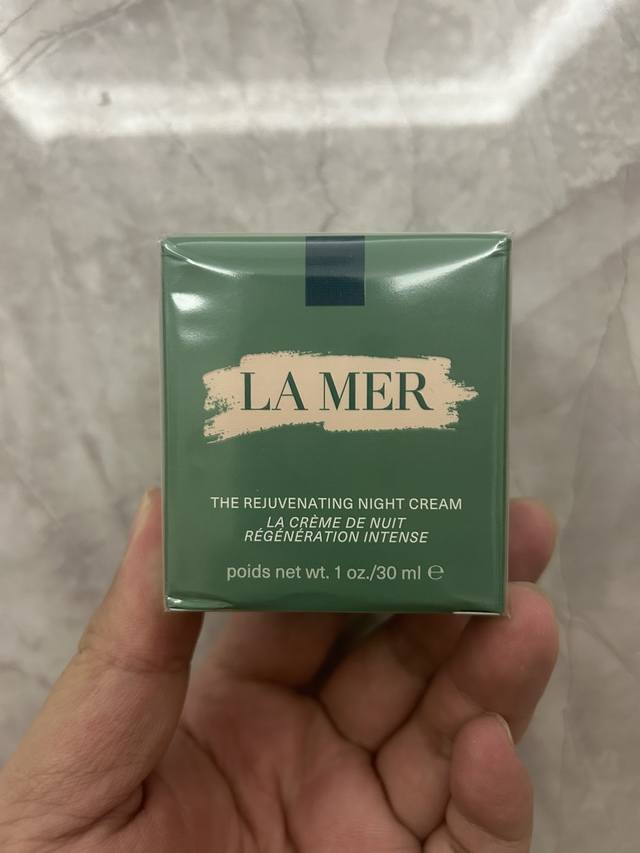 LA MER
THE REJUVENATING NIGHT CREAM
LA CRÈME DE NUIT
RÉGÉNÉRATION INTENSE
poids net wt. 1 oz./30 ml ℮